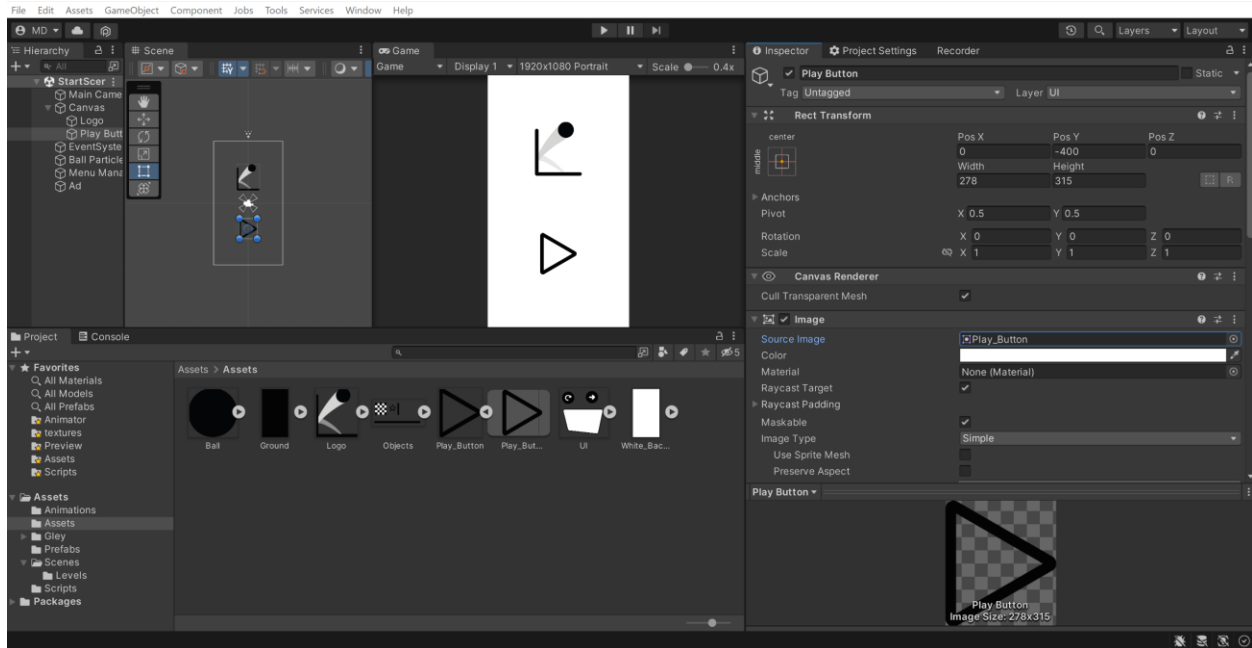 File Edit Assets GameObject Component Jobs Tools Services Window Help
MD
Layers Layout
Hierarchy
All
StartScer
Main Came
Canvas
Logo
Play Butt
EventSyste
Ball Particle
Menu Mana
Ad
Scene
Game
Game Display 1 1920x1080 Portrait Scale 0.4x
Inspector Project Settings Recorder
Play Button Static
Tag Untagged Layer UI
Rect Transform
center
middle
Pos X Pos Y Pos Z
0 -400 0
Width Height
278 315
R
Anchors
Pivot X 0.5 Y 0.5
Rotation X 0 Y 0 Z 0
Scale X 1 Y 1 Z 1
Canvas Renderer
Cull Transparent Mesh
Image
Source Image Play_Button
Color
Material None (Material)
Raycast Target
Raycast Padding
Maskable
Image Type Simple
Use Sprite Mesh
Preserve Aspect
Play Button
Play Button
Image Size: 278x315
Project Console
5
Favorites
All Materials
All Models
All Prefabs
Animator
textures
Preview
Assets
Scripts
Assets
Animations
Assets
Gley
Prefabs
Scenes
Levels
Scripts
Packages
Assets > Assets
Ball Ground Logo Objects Play_Button Play_But... UI White_Bac...